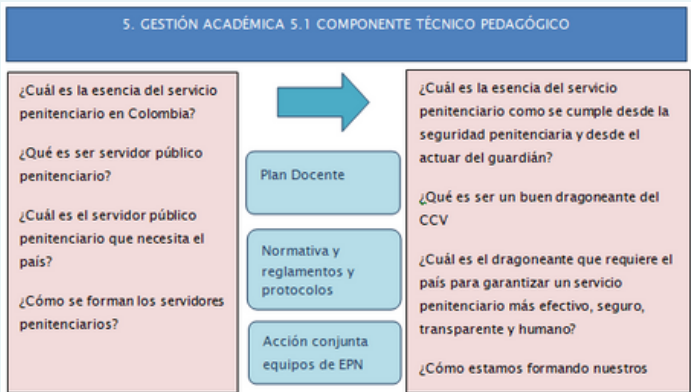 5. GESTIÓN ACADÉMICA 5.1 COMPONENTE TÉCNICO PEDAGÓGICO
¿Cuál es la esencia del servicio
penitenciario en Colombia?
¿Qué es ser servidor público
penitenciario?
¿Cuál es el servidor público
penitenciario que necesita el
país?
¿Cómo se forman los servidores
penitenciarios?
Plan Docente
Normativa y
reglamentos y
protocolos
Acción conjunta
equipos de EPN
¿Cuál es la esencia del servicio
penitenciario como se cumple desde la
seguridad penitenciaria y desde el
actuar del guardián?
¿Qué es ser un buen dragoneante del
CCV
¿Cuál es el dragoneante que requiere el
país para garantizar un servicio
penitenciario más efectivo, seguro,
transparente y humano?
¿Cómo estamos formando nuestros